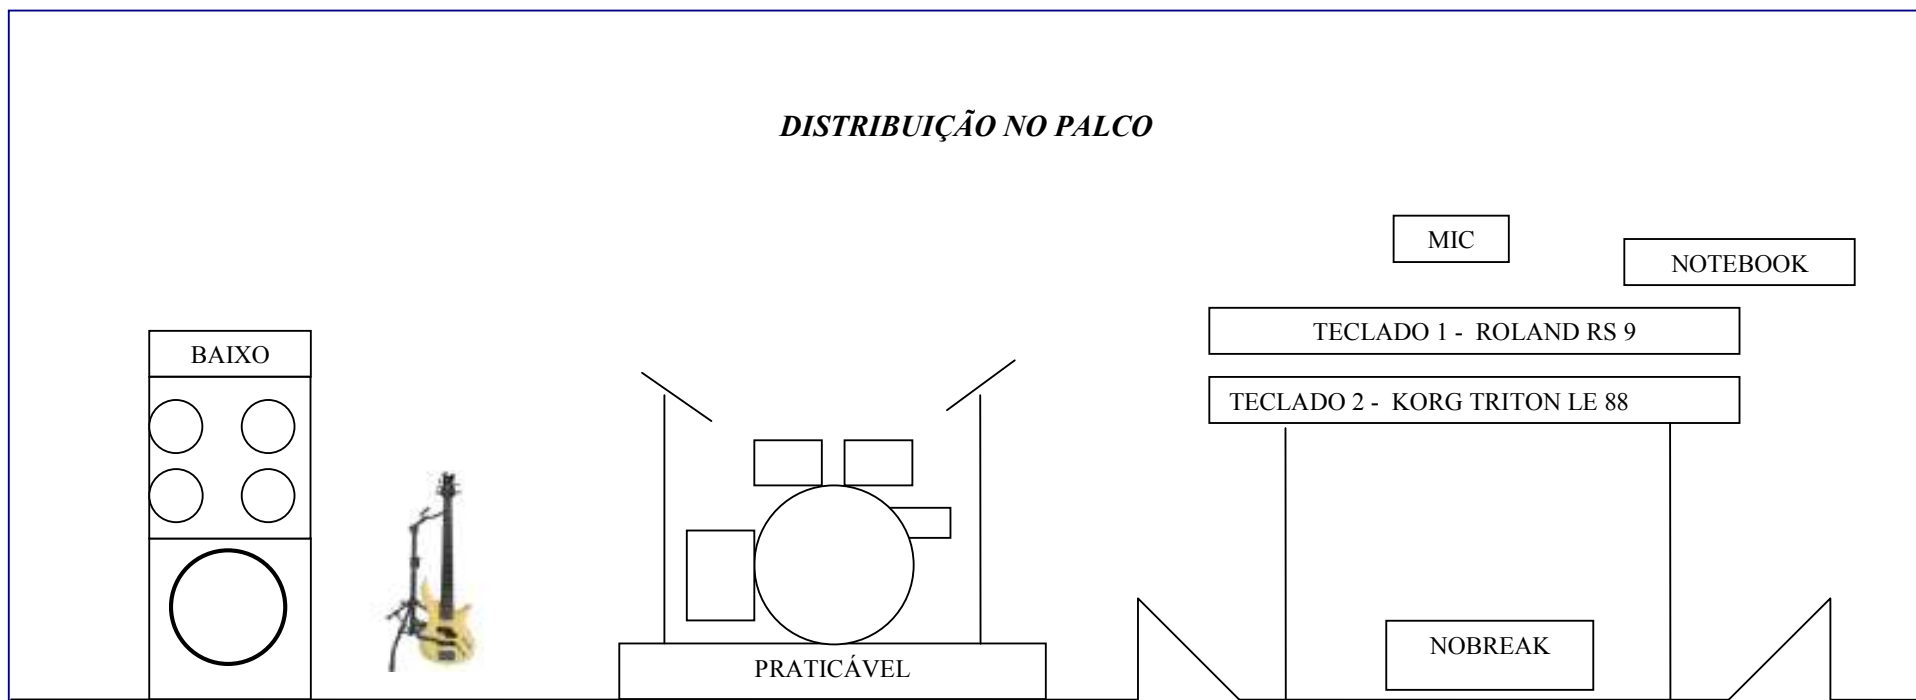 DISTRIBUIÇÃO NO PALCO
MIC
NOTEBOOK
TECLADO 1 - ROLAND RS 9
BAIXO
TECLADO 2 - KORG TRITON LE 88
NOBREAK
PRATICÁVEL